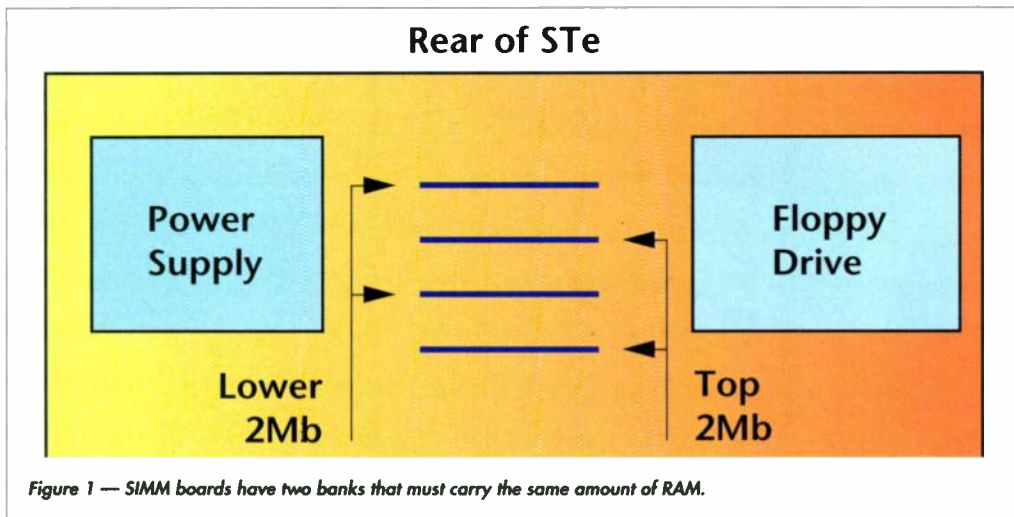 Rear of STe
Power
Supply
Floppy
Drive
Lower
2Mb
Top
2Mb
Figure 1 — SIMM boards have two banks that must carry the same amount of RAM.